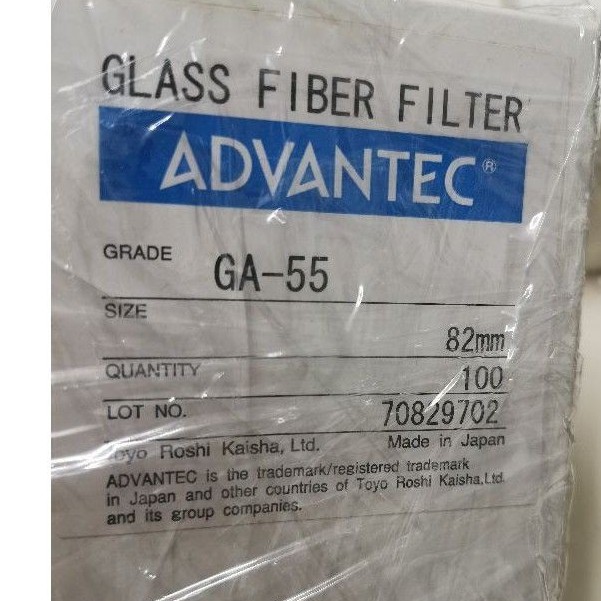 GLASS FIBER FILTER
ADVANTEC®
GRADE GA-55
SIZE 82mm
QUANTITY 100
LOT NO. 70829702
Toyo Roshi Kaisha, Ltd. Made in Japan
ADVANTEC is the trademark/registered trademark
in Japan and other countries of Toyo Roshi Kaisha,Ltd.
and its group companies.